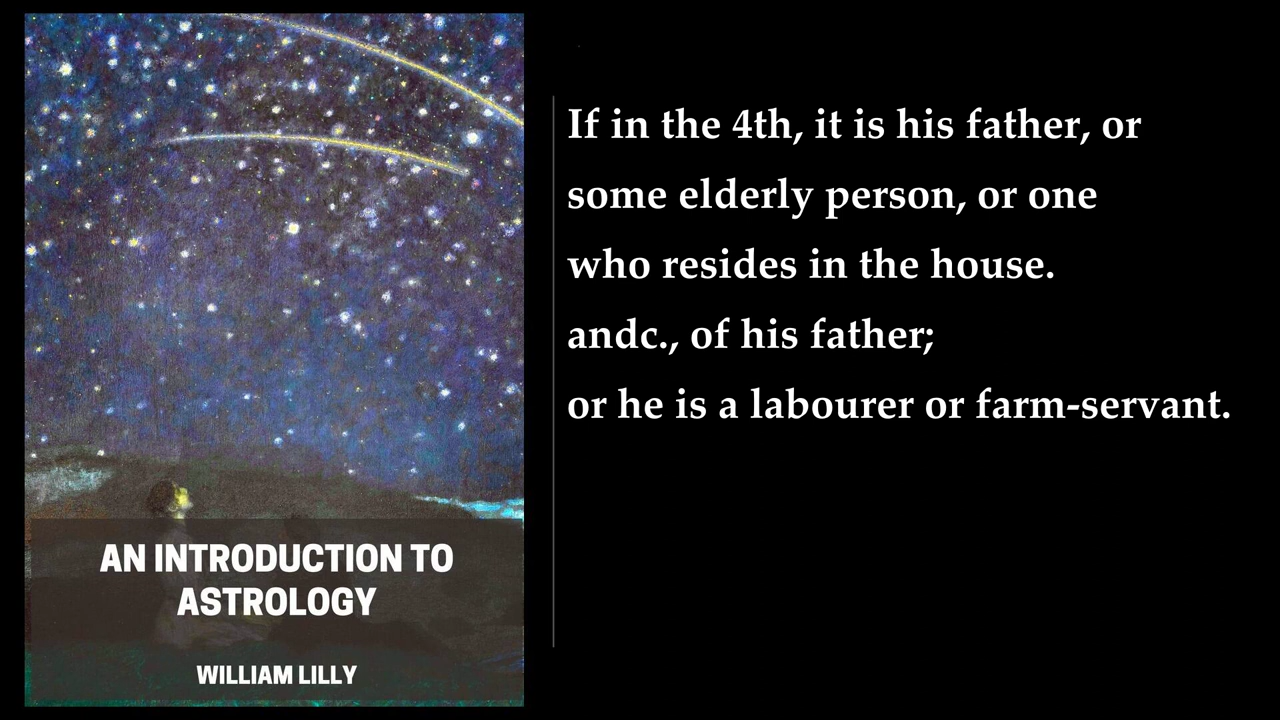 AN INTRODUCTION TO
ASTROLOGY
WILLIAM LILLY
If in the 4th, it is his father, or
some elderly person, or one
who resides in the house.
andc., of his father;
or he is a labourer or farm-servant.